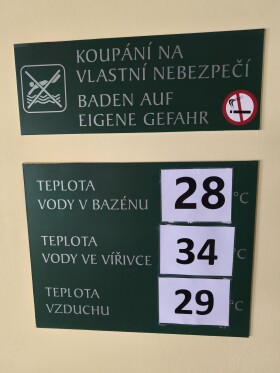 KOUPÁNÍ NA
VLASTNÍ NEBEZPEČÍ
BADEN AUF
EIGENE GEFAHR
TEPLOTA
VODY V BAZÉNU 28 °C
TEPLOTA
VODY VE VÍŘIVCE 34 °C
TEPLOTA
VZDUCHU 29 °C